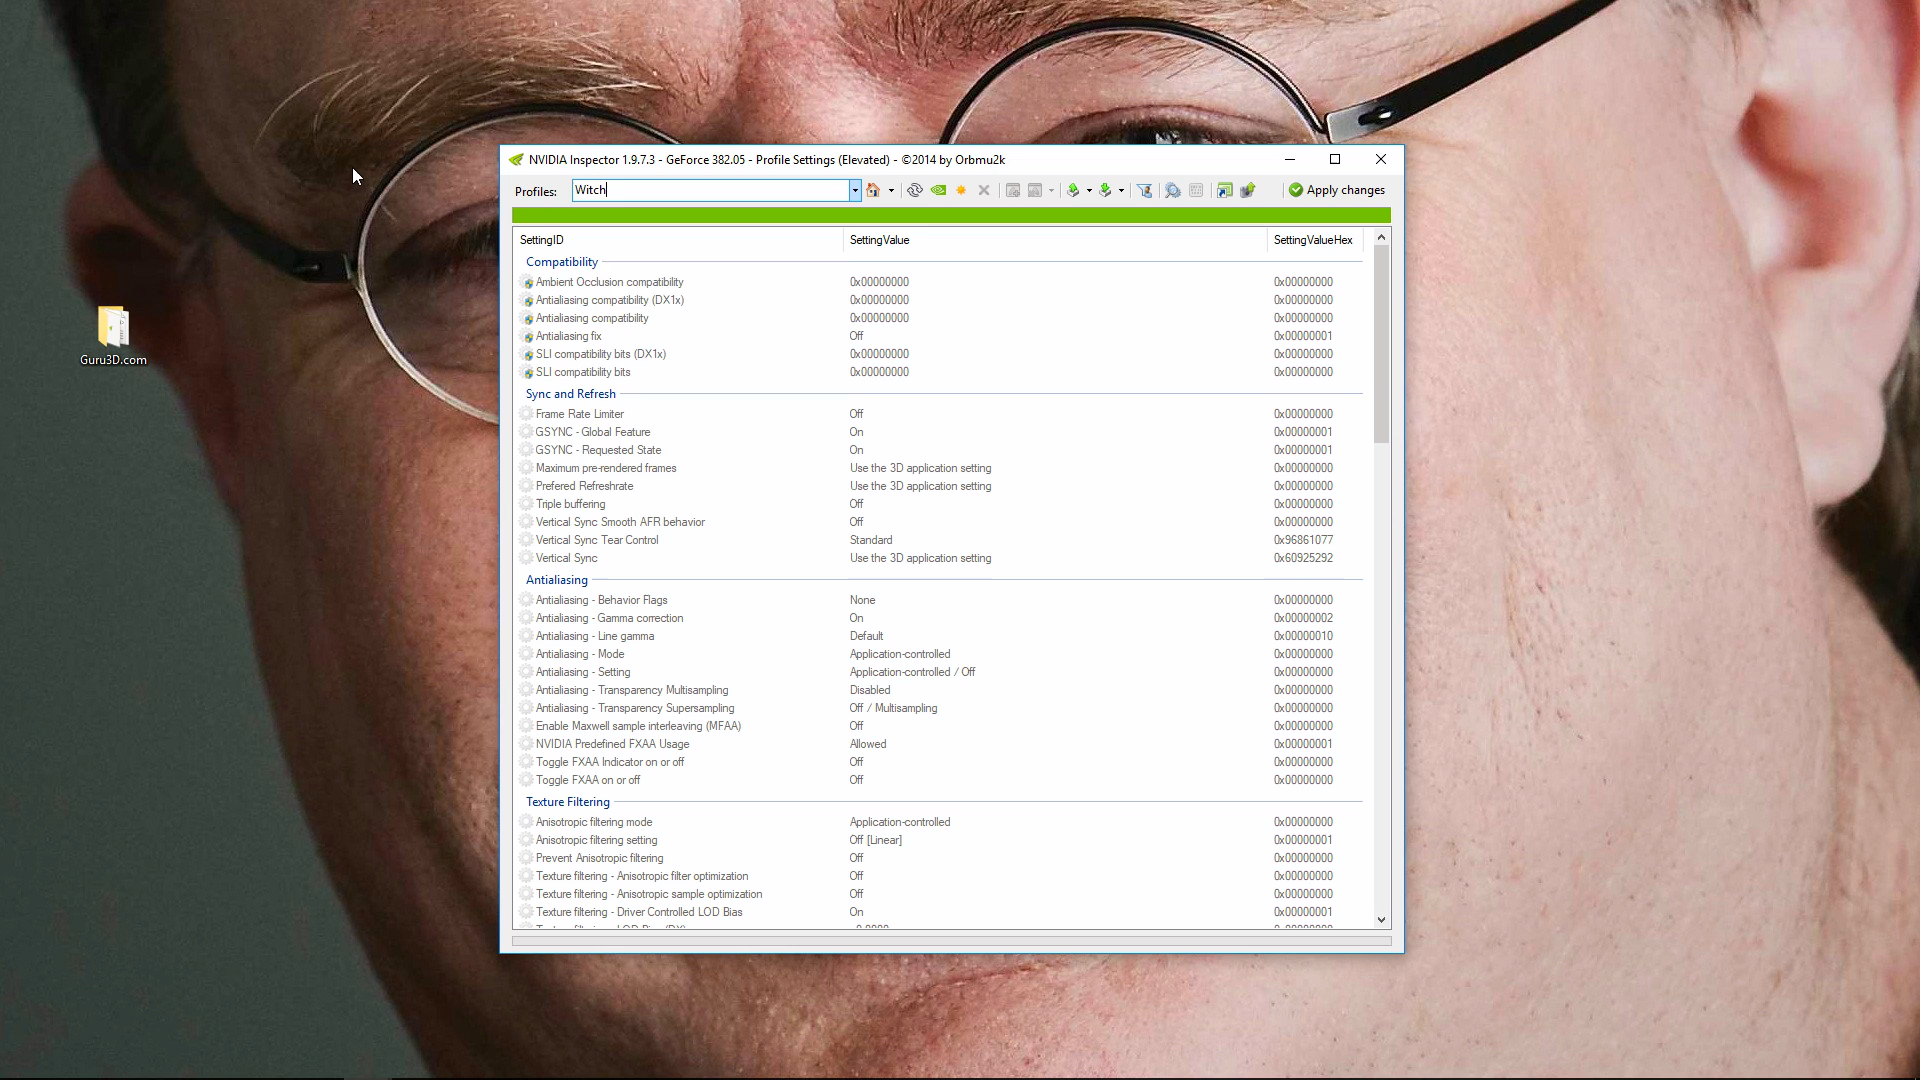 NVIDIA Inspector 1.9.7.3 - GeForce 382.05 - Profile Settings (Elevated) - ©2014 by Orbmu2k
Profiles: Witch Apply changes
SettingID SettingValue SettingValueHex
Compatibility
Ambient Occlusion compatibility 0x00000000 0x00000000
Antialiasing compatibility (DX1x) 0x00000000 0x00000000
Antialiasing compatibility 0x00000000 0x00000000
Antialiasing fix Off 0x00000001
SLI compatibility bits (DX1x) 0x00000000 0x00000000
SLI compatibility bits 0x00000000 0x00000000
Guru3D.com
Sync and Refresh
Frame Rate Limiter Off 0x00000000
GSYNC - Global Feature On 0x00000001
GSYNC - Requested State On 0x00000001
Maximum pre-rendered frames Use the 3D application setting 0x00000000
Prefered Refreshrate Use the 3D application setting 0x00000000
Triple buffering Off 0x00000000
Vertical Sync Smooth AFR behavior Off 0x00000000
Vertical Sync Tear Control Standard 0x96861077
Vertical Sync Use the 3D application setting 0x60925292
Antialiasing
Antialiasing - Behavior Flags None 0x00000000
Antialiasing - Gamma correction On 0x00000002
Antialiasing - Line gamma Default 0x00000010
Antialiasing - Mode Application-controlled 0x00000000
Antialiasing - Setting Application-controlled / Off 0x00000000
Antialiasing - Transparency Multisampling Disabled 0x00000000
Antialiasing - Transparency Supersampling Off / Multisampling 0x00000000
Enable Maxwell sample interleaving (MFAA) Off 0x00000000
NVIDIA Predefined FXAA Usage Allowed 0x00000001
Toggle FXAA Indicator on or off Off 0x00000000
Toggle FXAA on or off Off 0x00000000
Texture Filtering
Anisotropic filtering mode Application-controlled 0x00000000
Anisotropic filtering setting Off [Linear] 0x00000001
Prevent Anisotropic filtering Off 0x00000000
Texture filtering - Anisotropic filter optimization Off 0x00000000
Texture filtering - Anisotropic sample optimization Off 0x00000000
Texture filtering - Driver Controlled LOD Bias On 0x00000001